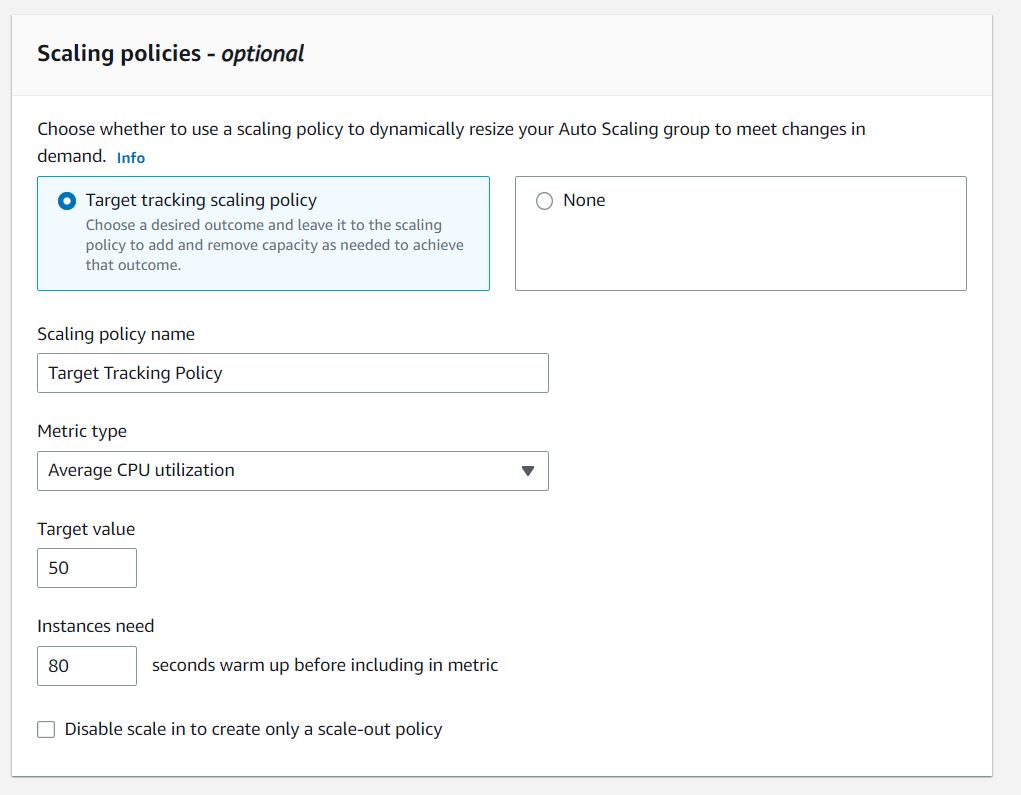 Scaling policies - optional
Choose whether to use a scaling policy to dynamically resize your Auto Scaling group to meet changes in
demand. Info
Target tracking scaling policy
Choose a desired outcome and leave it to the scaling
policy to add and remove capacity as needed to achieve
that outcome.
None
Scaling policy name
Target Tracking Policy
Metric type
Average CPU utilization
Target value
50
Instances need
80 seconds warm up before including in metric
Disable scale in to create only a scale-out policy